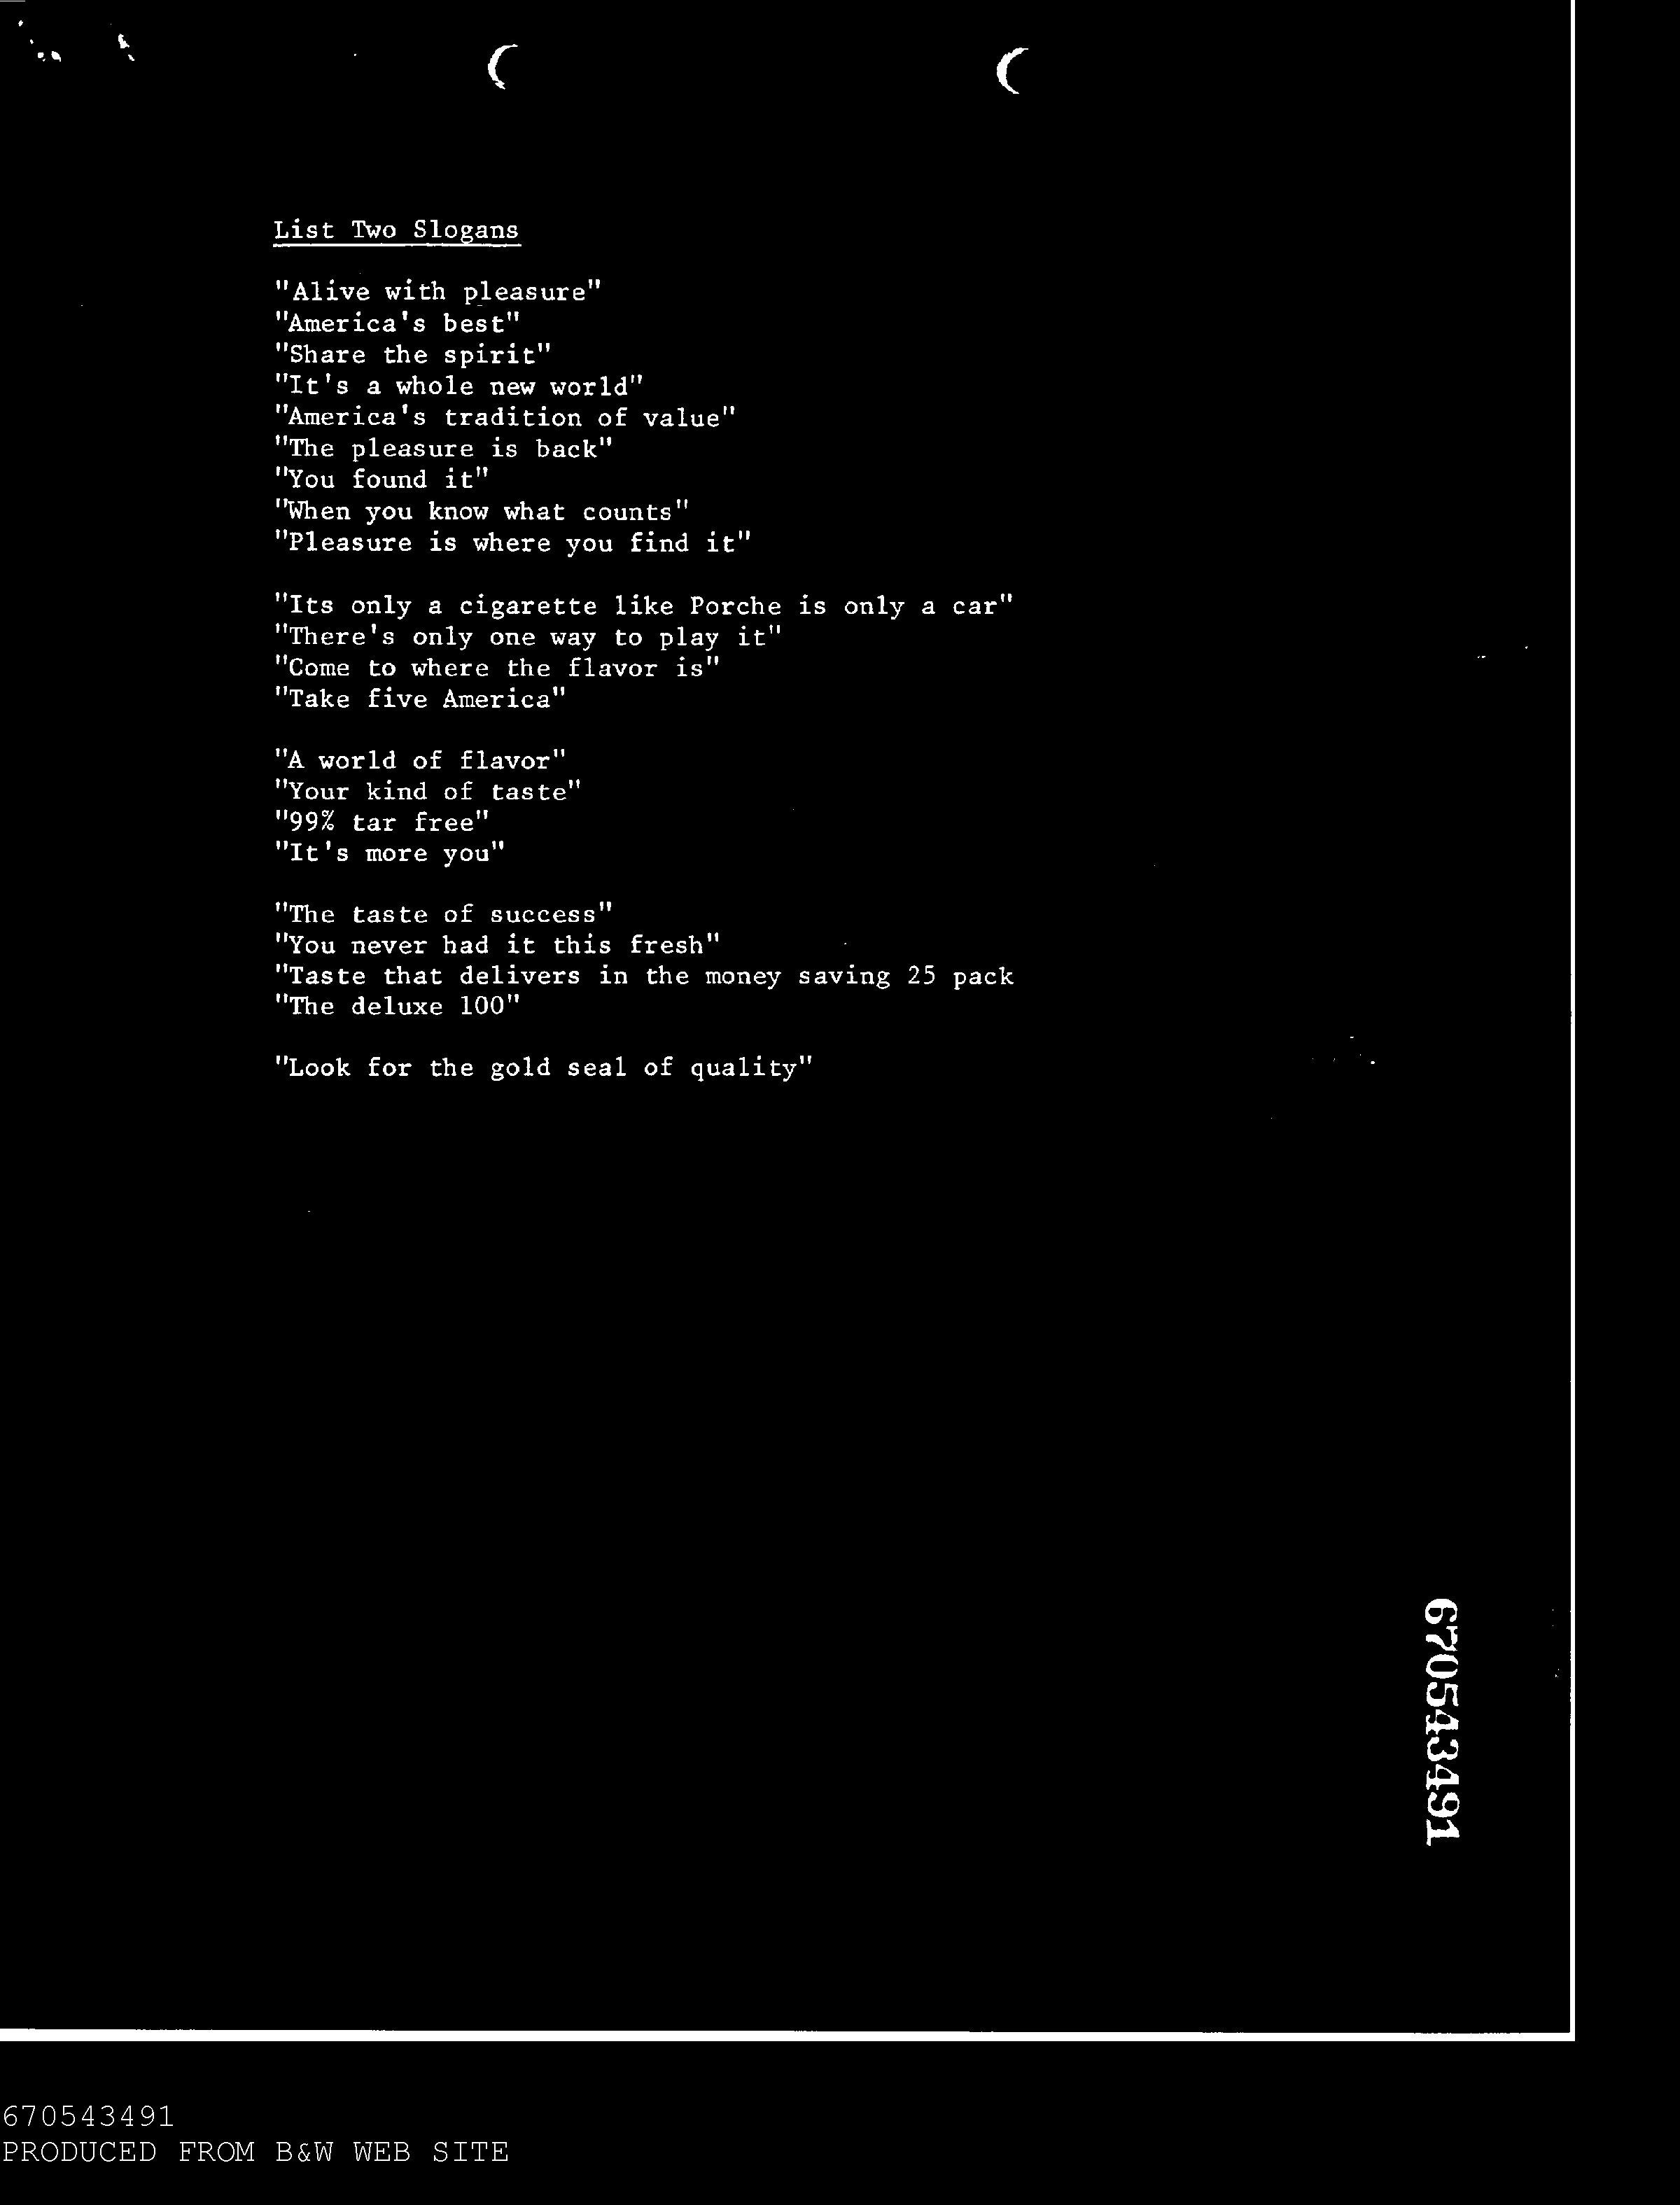 List Two Slogans
"Alive with pleasure"
"America's best"
"Share the spirit"
"It's a whole new world"
"America's tradition of value"
"The pleasure is back"
"You found it"
"When you know what counts"
"Pleasure is where you find it"
"Its only a cigarette like Porche is only a car"
"There's only one way to play it"
"Come to where the flavor is"
"Take five America"
"A world of flavor"
"Your kind of taste"
"99% tar free"
"It's more you"
"The taste of success"
"You never had it this fresh"
"Taste that delivers in the money saving 25 pack
"The deluxe 100"
"Look for the gold seal of quality"
670543491
670543491
PRODUCED FROM B&W WEB SITE